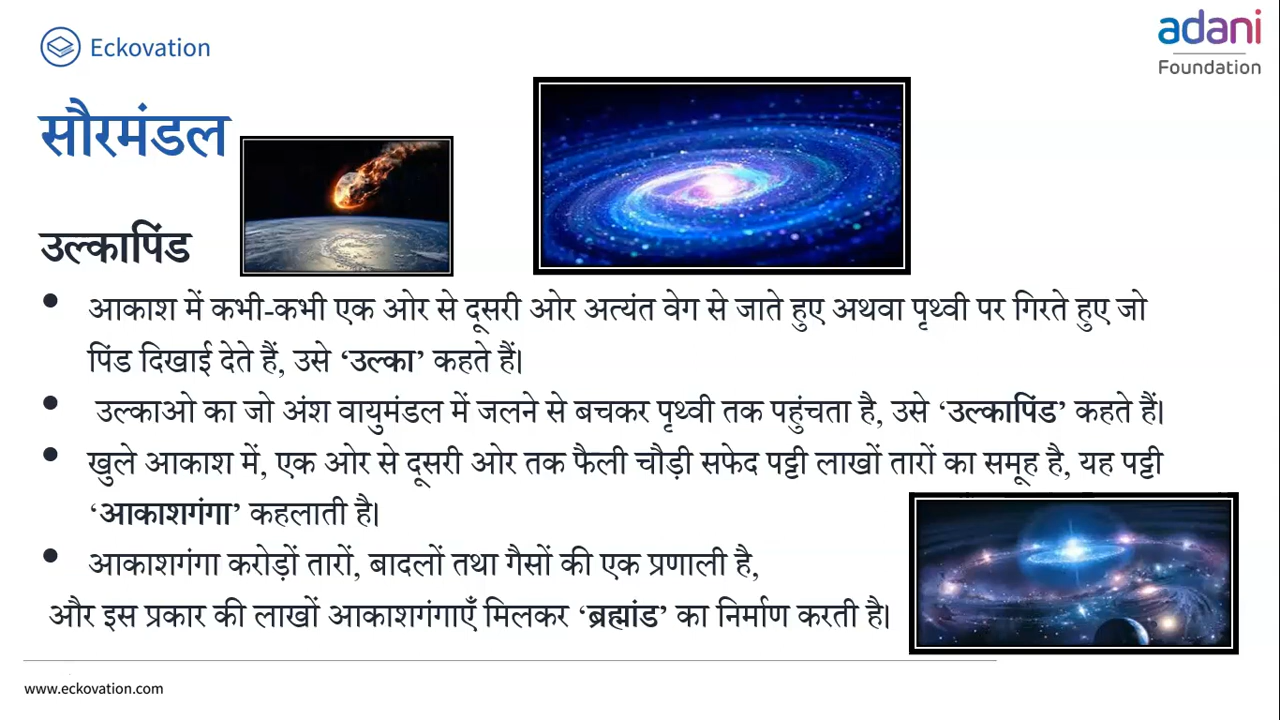 Eckovation
adani
Foundation
सौरमंडल
उल्कापिंड
• आकाश में कभी-कभी एक ओर से दूसरी ओर अत्यंत वेग से जाते हुए अथवा पृथ्वी पर गिरते हुए जो
पिंड दिखाई देते हैं, उसे ‘उल्का’ कहते हैं।
• उल्काओ का जो अंश वायुमंडल में जलने से बचकर पृथ्वी तक पहुंचता है, उसे ‘उल्कापिंड’ कहते हैं।
• खुले आकाश में, एक ओर से दूसरी ओर तक फैली चौड़ी सफेद पट्टी लाखों तारों का समूह है, यह पट्टी
‘आकाशगंगा’ कहलाती है।
• आकाशगंगा करोड़ों तारों, बादलों तथा गैसों की एक प्रणाली है,
और इस प्रकार की लाखों आकाशगंगाएँ मिलकर ‘ब्रह्मांड’ का निर्माण करती है।
www.eckovation.com